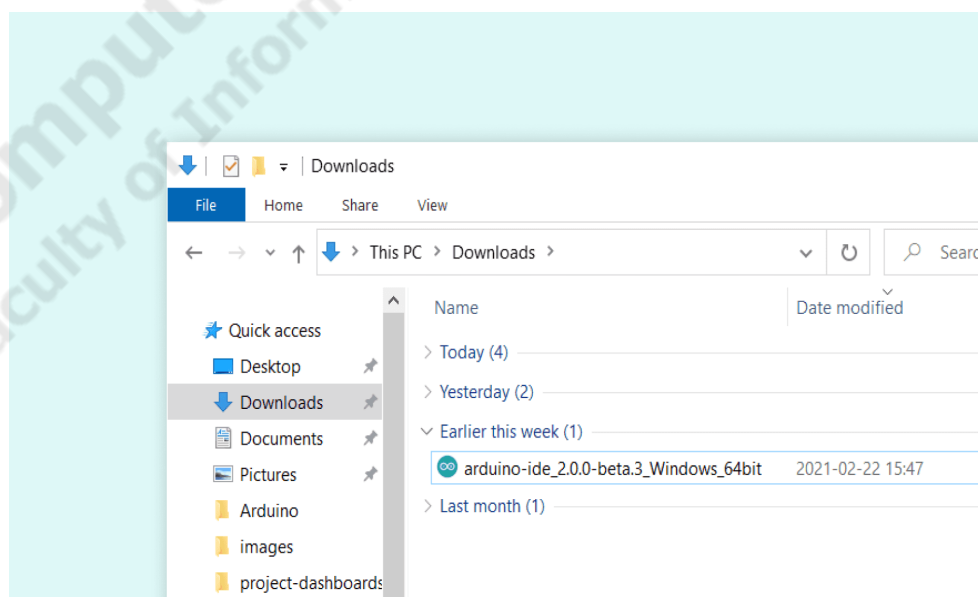 Downloads
File Home Share View
This PC > Downloads >
Name Date modified
Quick access
Desktop
Downloads
Documents
Pictures
Arduino
images
project-dashboards
Today (4)
Yesterday (2)
Earlier this week (1)
arduino-ide_2.0.0-beta.3_Windows_64bit 2021-02-22 15:47
Last month (1)